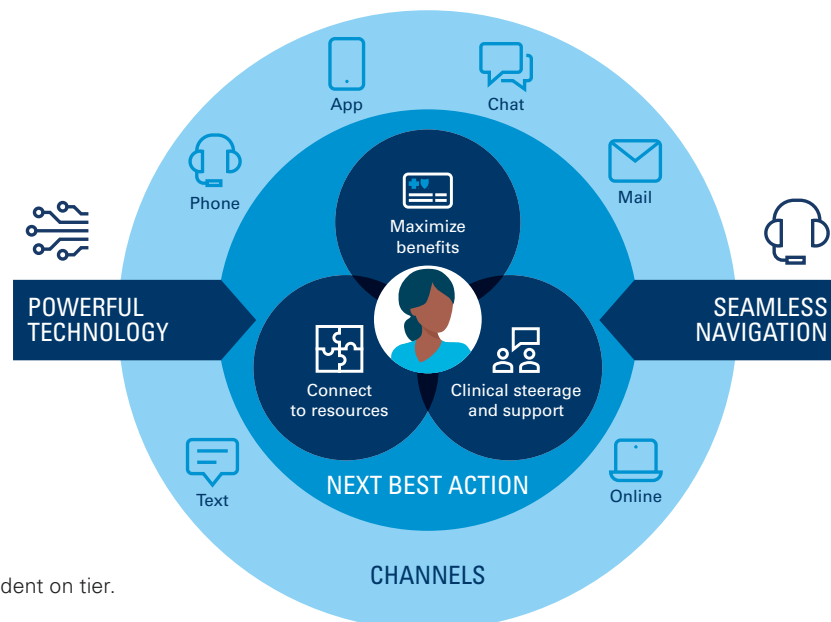 App
Chat
Phone
Mail
Maximize
benefits
POWERFUL
TECHNOLOGY
SEAMLESS
NAVIGATION
Connect
to resources
Clinical steerage
and support
NEXT BEST ACTION
Text
Online
CHANNELS
dent on tier.